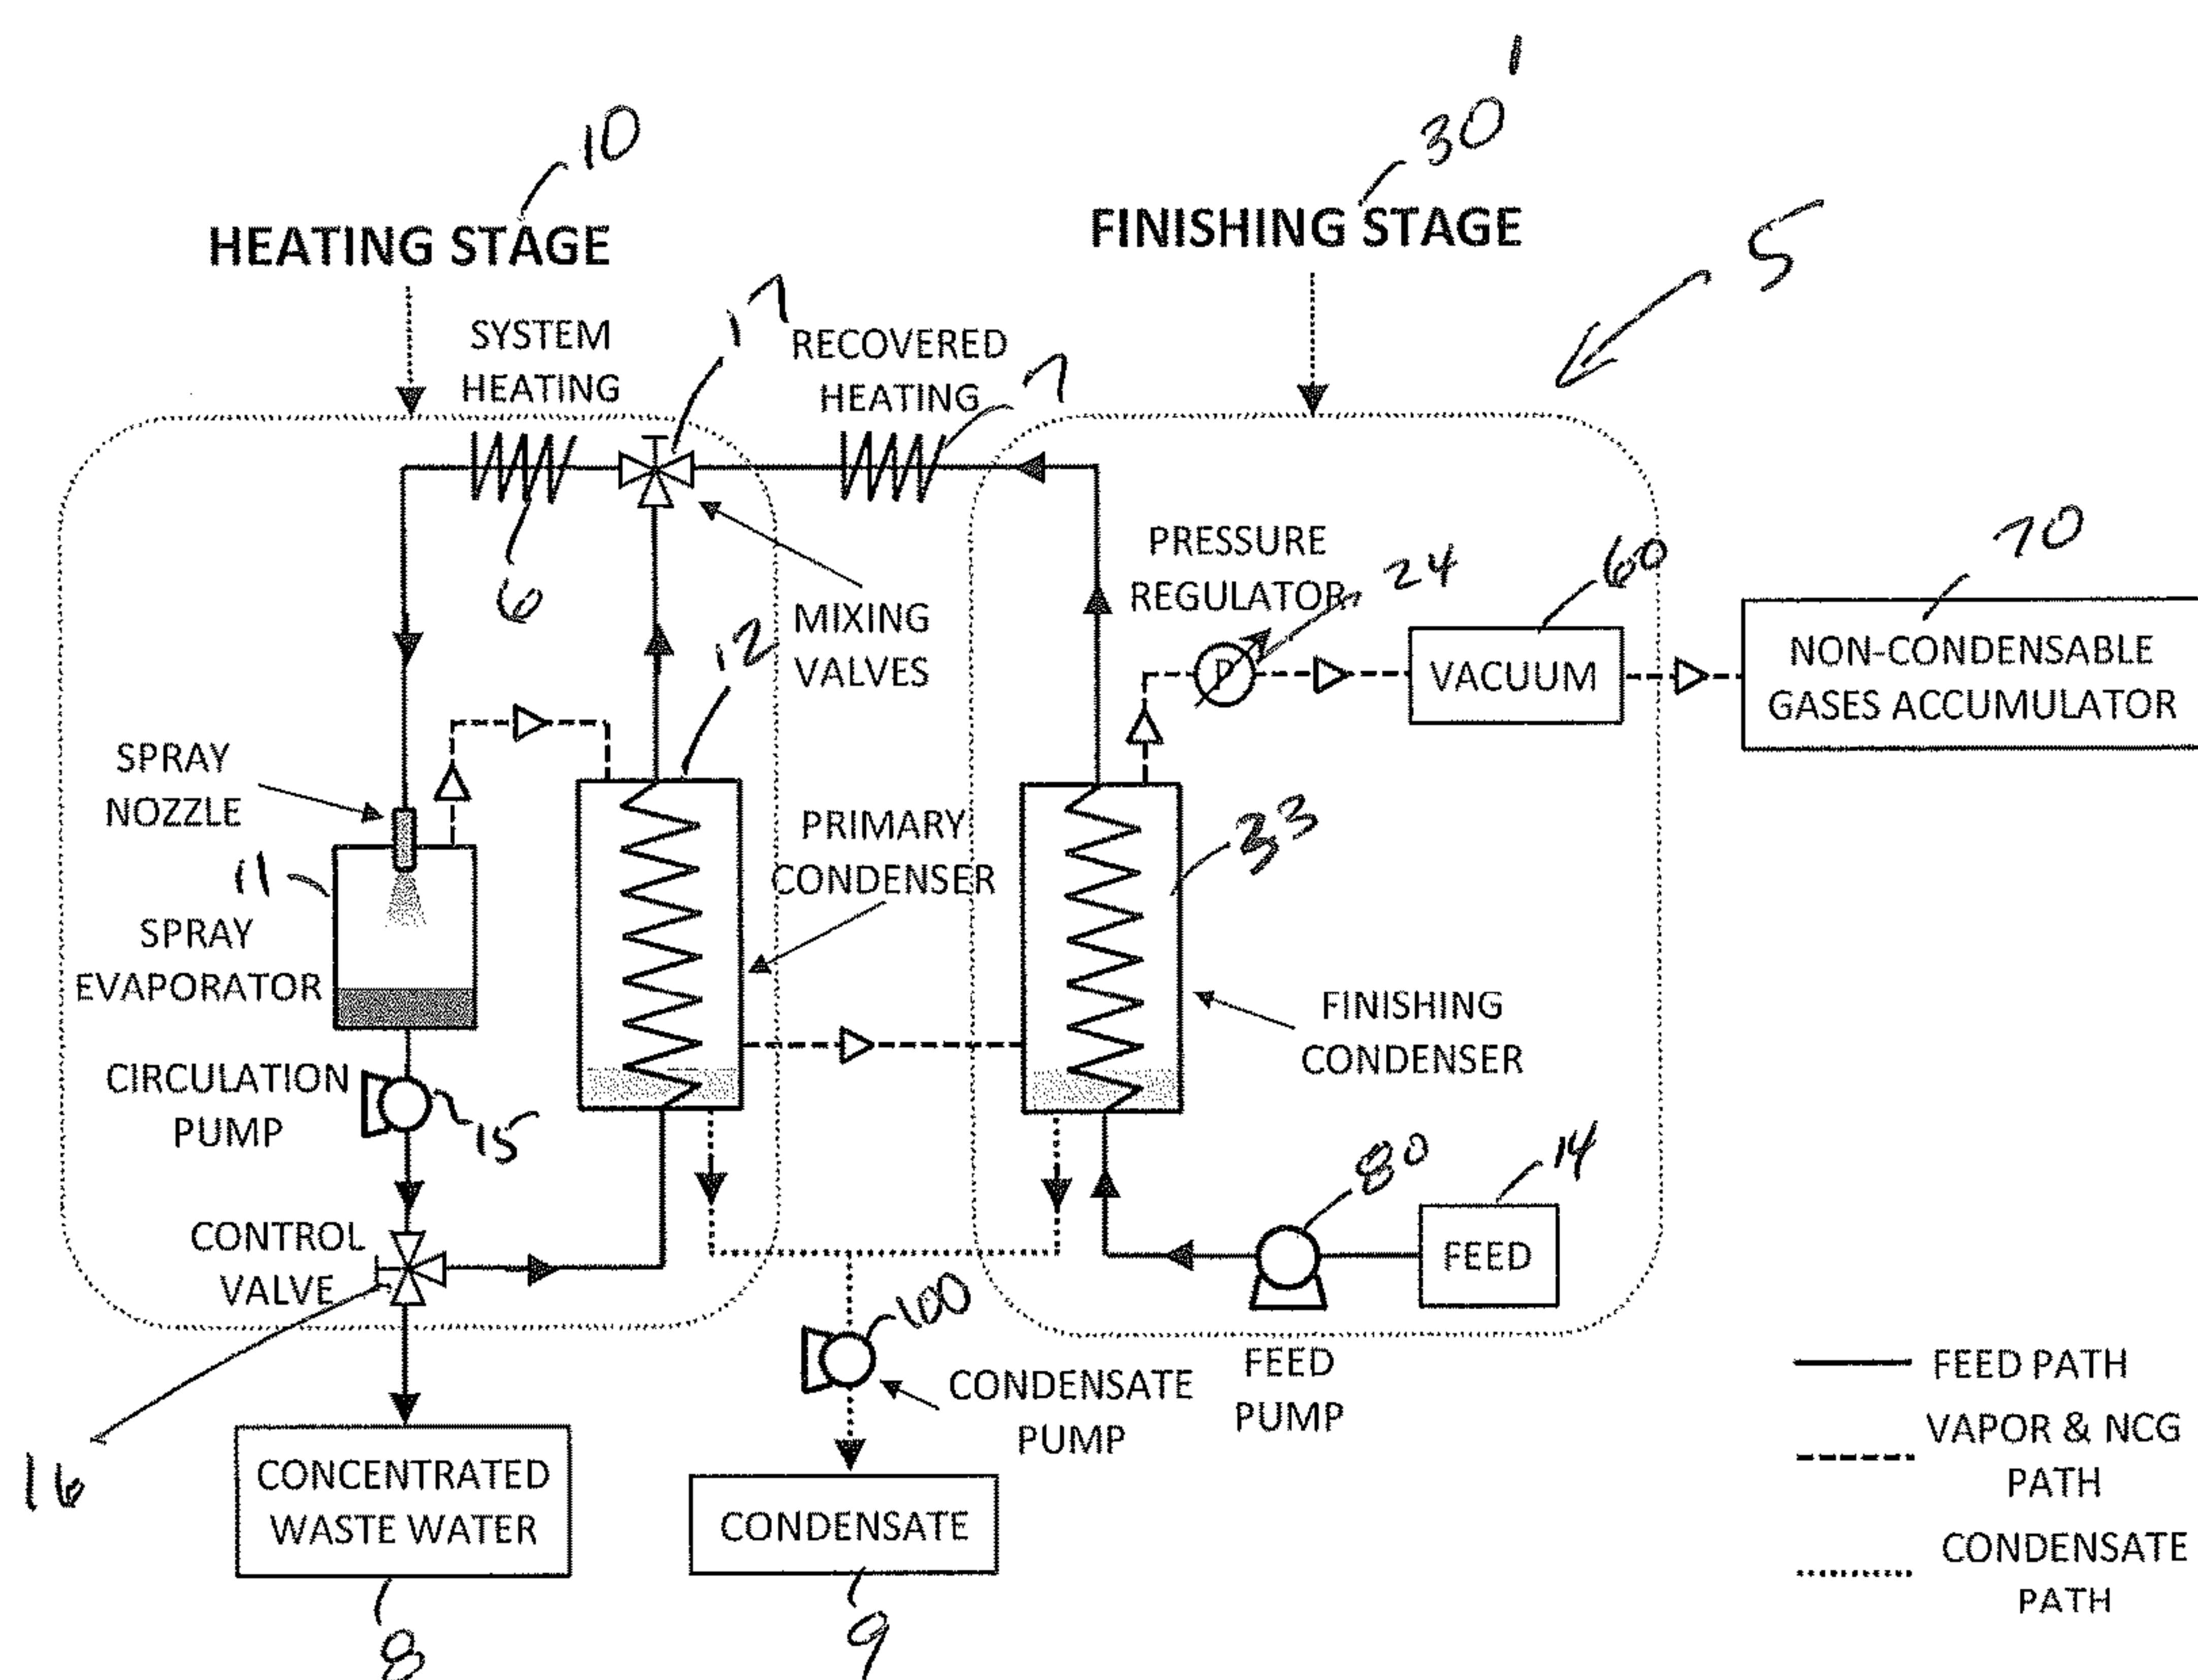 10
30'
HEATING STAGE
FINISHING STAGE
5
17
SYSTEM
HEATING
RECOVERED
HEATING
7
6
MIXING
VALVES
12
PRESSURE
REGULATOR
24
60
70
P
VACUUM
NON-CONDENSABLE
GASES ACCUMULATOR
SPRAY
NOZZLE
11
SPRAY
EVAPORATOR
PRIMARY
CONDENSER
33
FINISHING
CONDENSER
CIRCULATION
PUMP
15
CONTROL
VALVE
16
80
14
FEED
FEED
PUMP
100
CONDENSATE
PUMP
CONCENTRATED
WASTE WATER
8
CONDENSATE
9
FEED PATH
VAPOR & NCG
PATH
CONDENSATE
PATH